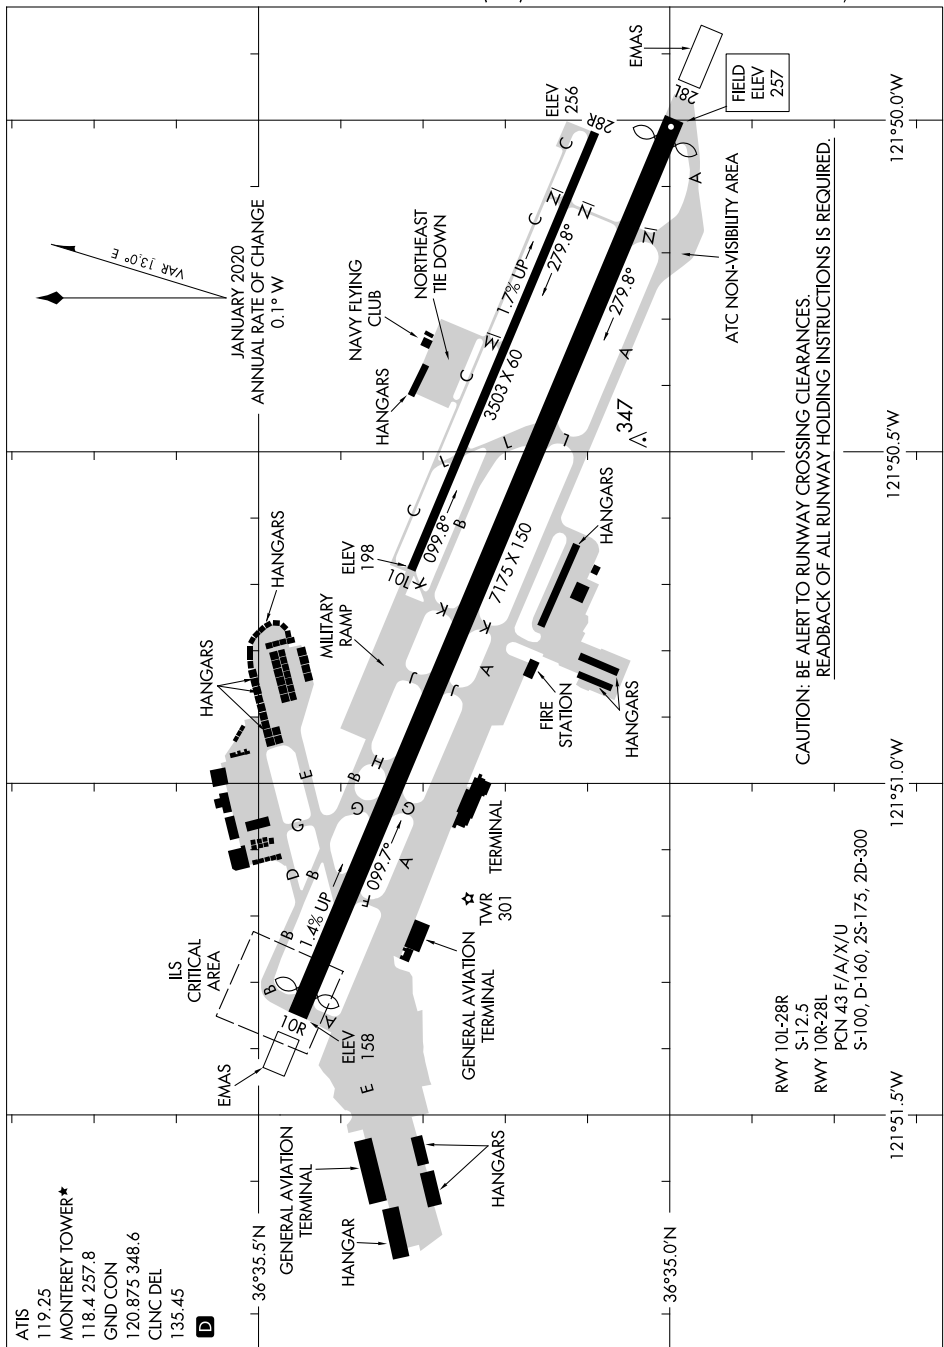 ATIS
119.25
MONTEREY TOWER★
118.4 257.8
GND CON
120.875 348.6
CLNC DEL
135.45
D
VAR 13.0° E
JANUARY 2020
ANNUAL RATE OF CHANGE
0.1° W
36°35.5'N
36°35.0'N
121°51.5'W
121°51.0'W
121°50.5'W
121°50.0'W
EMAS
ILS
CRITICAL
AREA
HANGARS
HANGARS
MILITARY
RAMP
ELEV
198
HANGARS
NAVY FLYING
CLUB
NORTHEAST
TIE DOWN
ELEV
256
EMAS
FIELD
ELEV
257
28R
28L
10L
10R
ELEV
158
GENERAL AVIATION
TERMINAL
HANGAR
HANGARS
GENERAL AVIATION
TERMINAL
TWR
301
TERMINAL
FIRE
STATION
HANGARS
HANGARS
347
ATC NON-VISIBILITY AREA
1.4% UP
099.7°
7175 X 150
279.8°
099.8°
3503 X 60
1.7% UP
279.8°
B
B
B
D
G
E
B
H
G
G
F
A
A
E
J
J
K
K
K
A
B
L
L
L
C
C
C
C
A
A
RWY 10L-28R
S-12.5
RWY 10R-28L
PCN 43 F/A/X/U
S-100, D-160, 2S-175, 2D-300
CAUTION: BE ALERT TO RUNWAY CROSSING CLEARANCES.
READBACK OF ALL RUNWAY HOLDING INSTRUCTIONS IS REQUIRED.